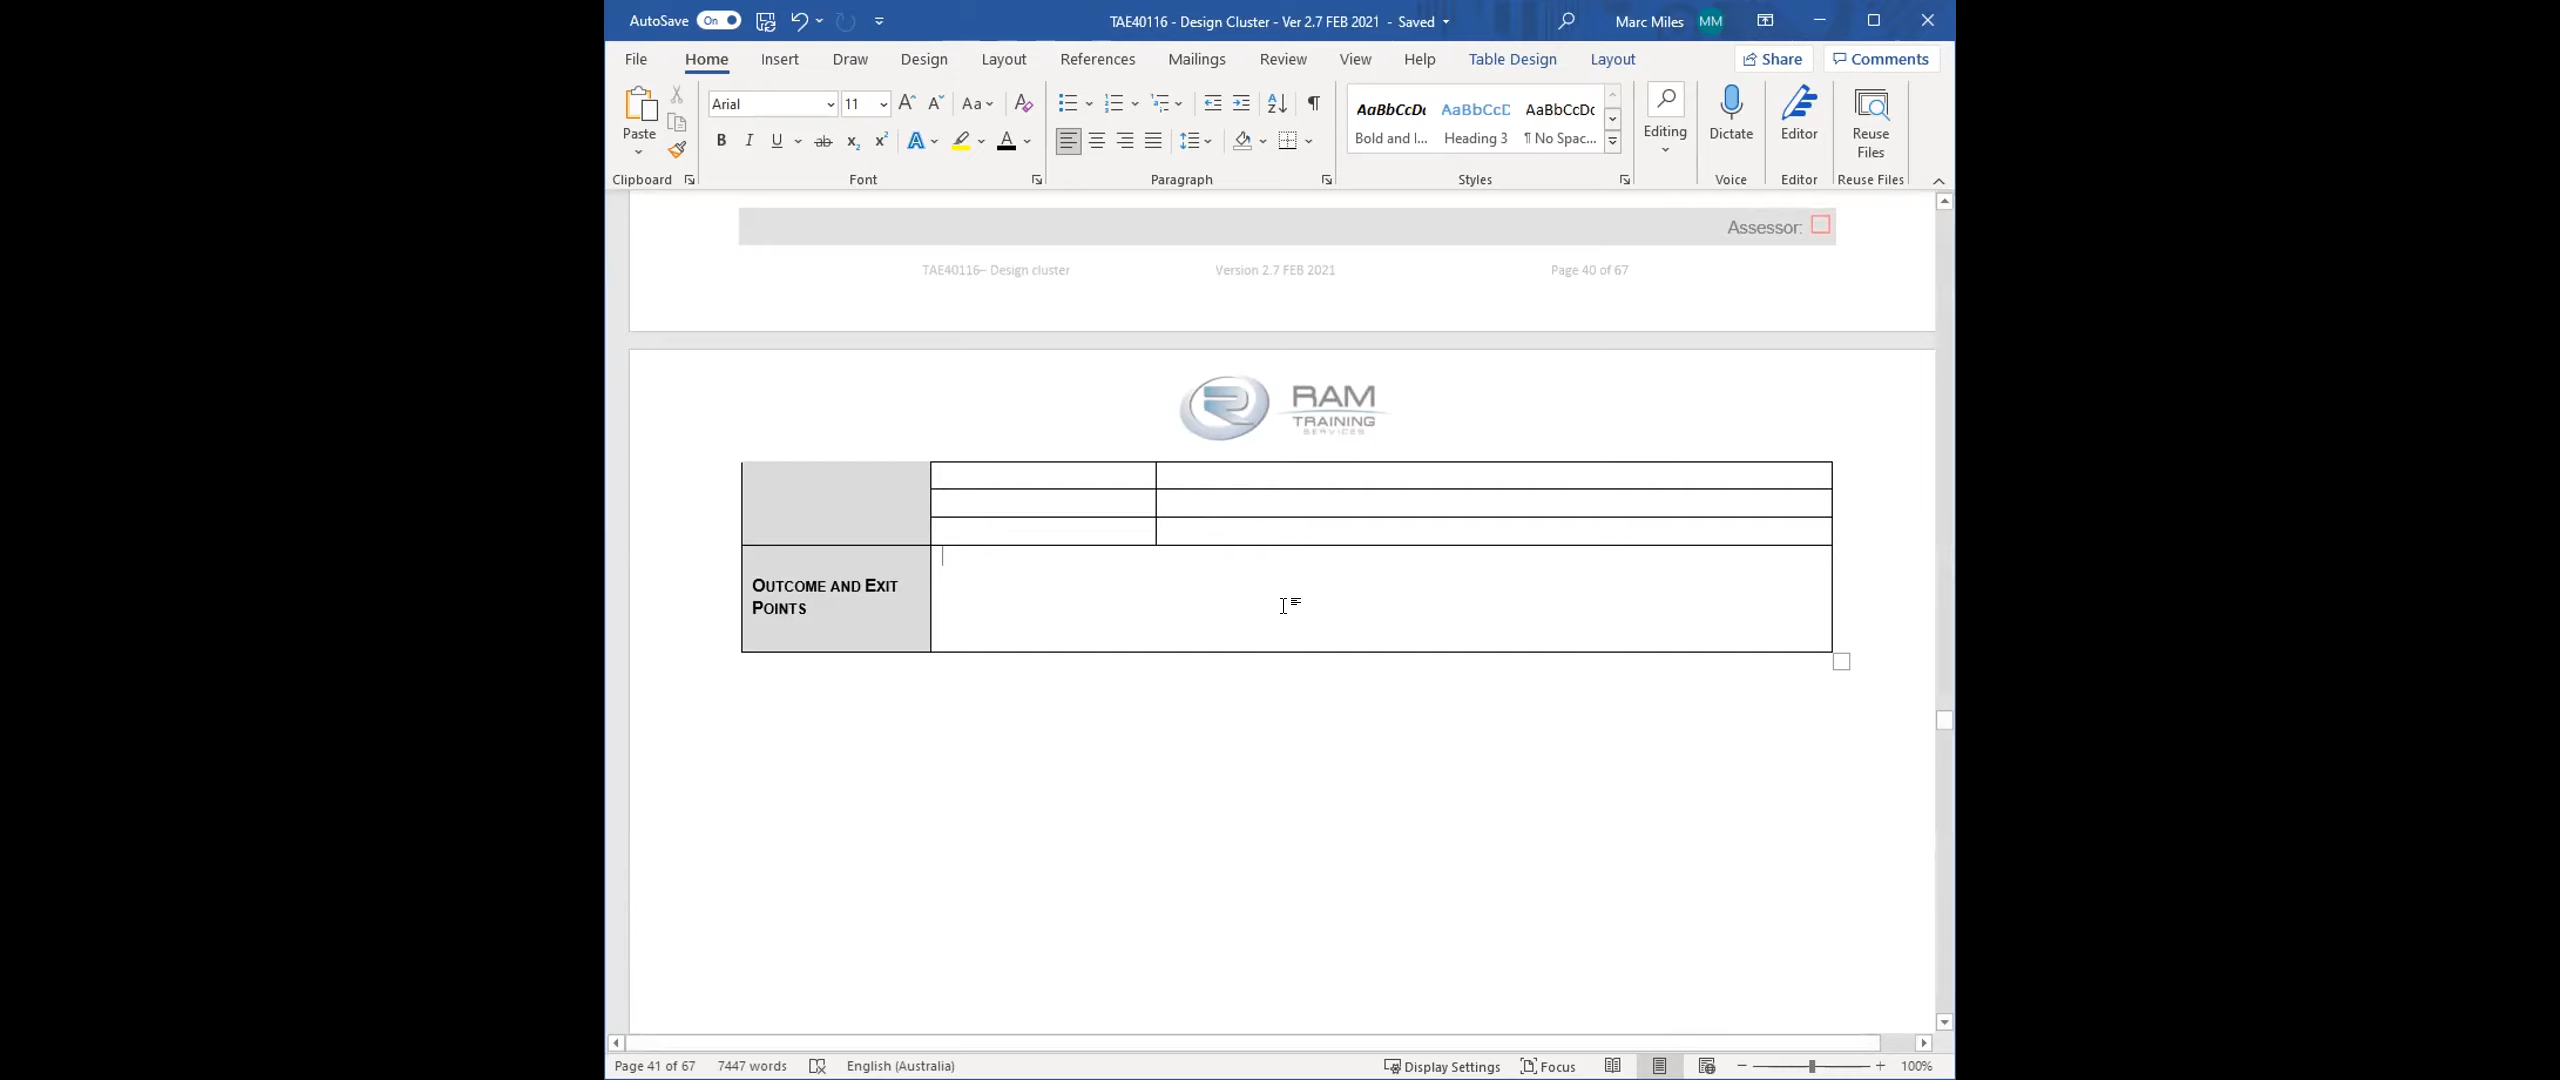 AutoSave On TAE40116 - Design Cluster - Ver 2.7 FEB 2021 - Saved Marc Miles MM
File Home Insert Draw Design Layout References Mailings Review View Help Table Design Layout Share Comments
Paste
Arial 11 Aa
AaBbCcDc AaBbCcD AaBbCcDc
Bold and I... Heading 3 ¶ No Spac...
Editing
Dictate
Editor
Reuse
Files
Clipboard Font Paragraph Styles Voice Editor Reuse Files
Assessor:
TAE40116– Design cluster Version 2.7 FEB 2021 Page 40 of 67
RAM
TRAINING
SERVICES
OUTCOME AND EXIT
POINTS
Page 41 of 67 7447 words English (Australia) Display Settings Focus 100%